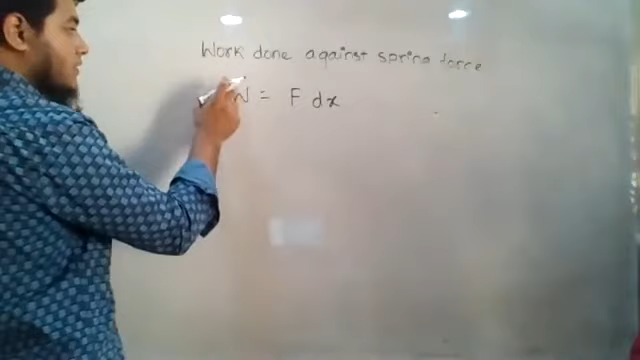 Work done against spring force
W = F dx